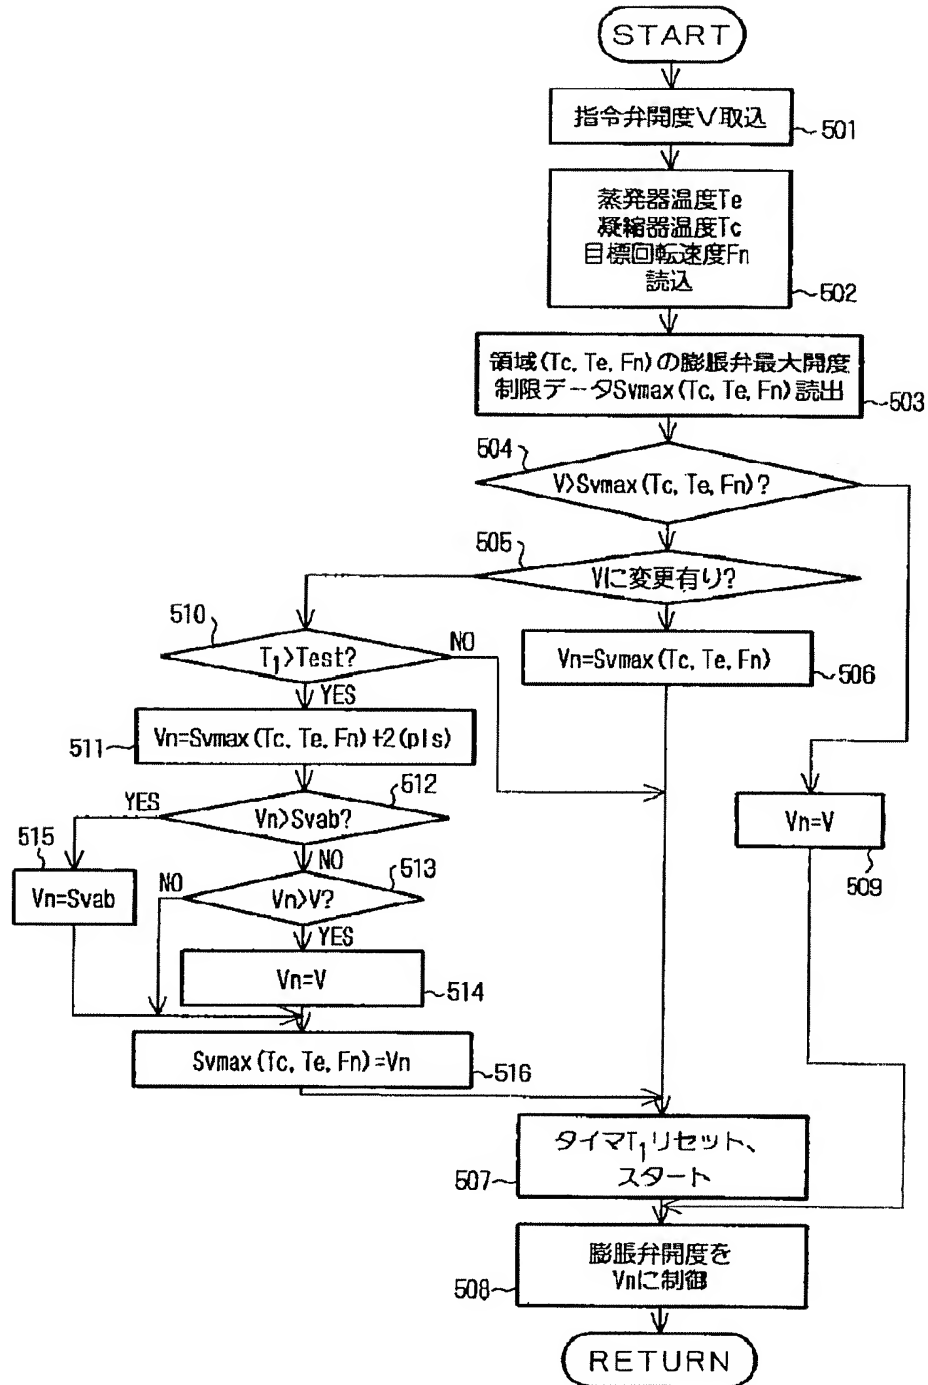 START
指令弁開度V取込
501
蒸発器温度Te
凝縮器温度Tc
目標回転速度Fn
読込
502
領域(Tc, Te, Fn)の膨脹弁最大開度
制限データSvmax(Tc, Te, Fn)読出
503
504
V>Svmax(Tc, Te, Fn)?
505
Vに変更有り?
510
T1>Test?
NO
YES
Vn=Svmax(Tc, Te, Fn)
506
511
Vn=Svmax(Tc, Te, Fn)+2(pls)
512
YES
Vn>Svab?
NO
515
Vn=Svab
513
NO
Vn>V?
YES
Vn=V
509
Vn=V
514
Svmax(Tc, Te, Fn)=Vn
516
タイマT1リセット、
スタート
507
膨脹弁開度を
Vnに制御
508
RETURN